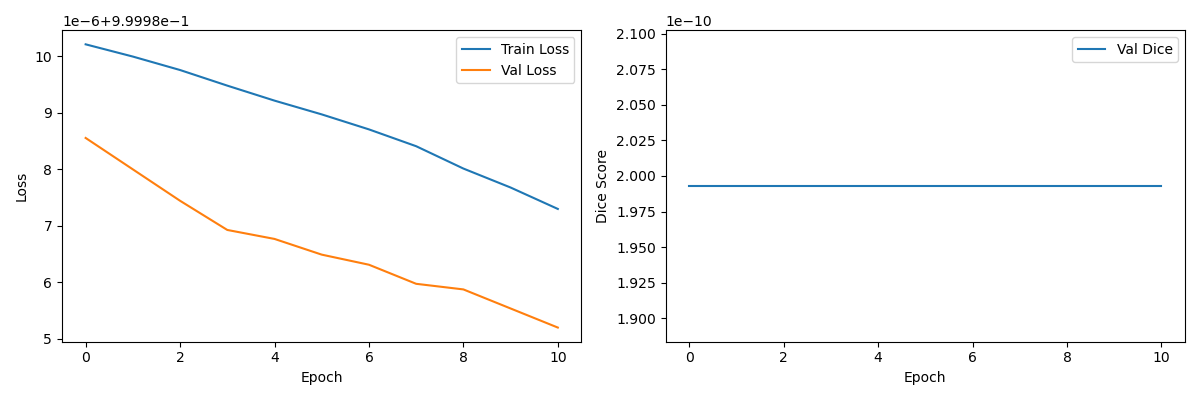 1e−6+9.9998e−1
10
9
8
7
6
5
Loss
Train Loss
Val Loss
0 2 4 6 8 10
Epoch
1e−10
2.100
2.075
2.050
2.025
2.000
1.975
1.950
1.925
1.900
Dice Score
Val Dice
0 2 4 6 8 10
Epoch